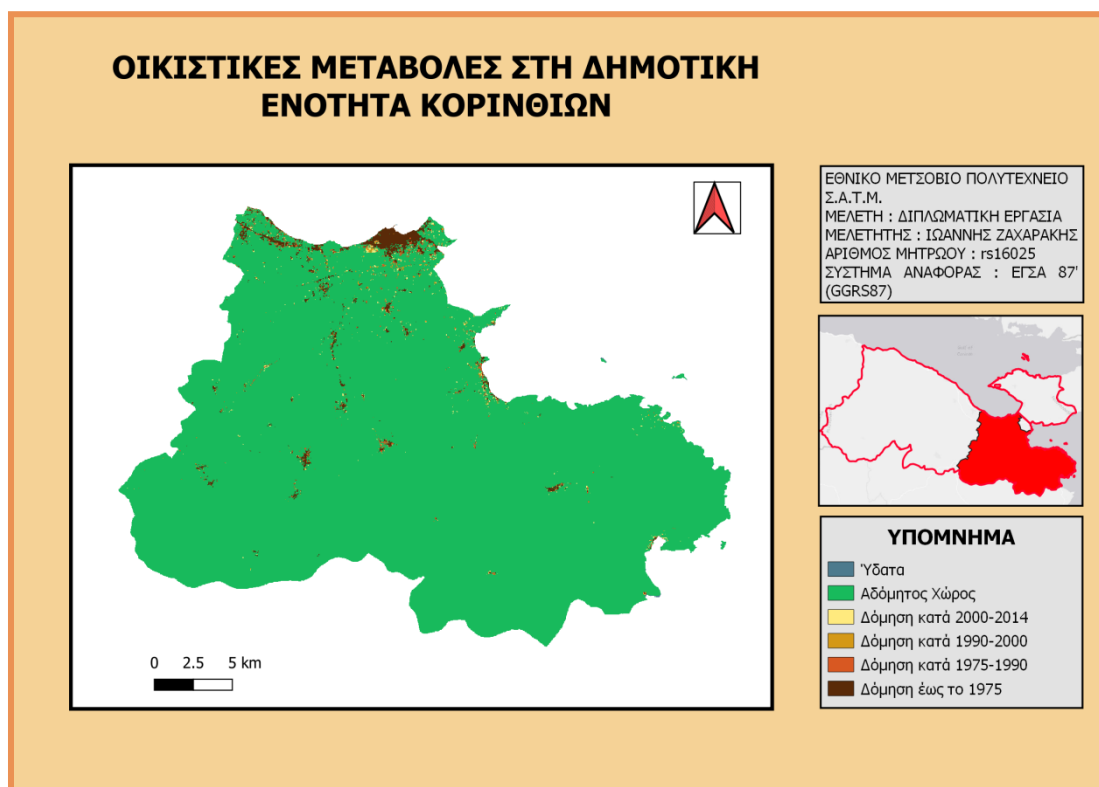 ΟΙΚΙΣΤΙΚΕΣ ΜΕΤΑΒΟΛΕΣ ΣΤΗ ΔΗΜΟΤΙΚΗ
ΕΝΟΤΗΤΑ ΚΟΡΙΝΘΙΩΝ
ΕΘΝΙΚΟ ΜΕΤΣΟΒΙΟ ΠΟΛΥΤΕΧΝΕΙΟ
Σ.Α.Τ.Μ.
ΜΕΛΕΤΗ : ΔΙΠΛΩΜΑΤΙΚΗ ΕΡΓΑΣΙΑ
ΜΕΛΕΤΗΤΗΣ : ΙΩΑΝΝΗΣ ΖΑΧΑΡΑΚΗΣ
ΑΡΙΘΜΟΣ ΜΗΤΡΩΟΥ : rs16025
ΣΥΣΤΗΜΑ ΑΝΑΦΟΡΑΣ : ΕΓΣΑ 87'
(GGRS87)
ΥΠΟΜΝΗΜΑ
Ύδατα
Αδόμητος Χώρος
Δόμηση κατά 2000-2014
Δόμηση κατά 1990-2000
Δόμηση κατά 1975-1990
Δόμηση έως το 1975
0 2.5 5 km